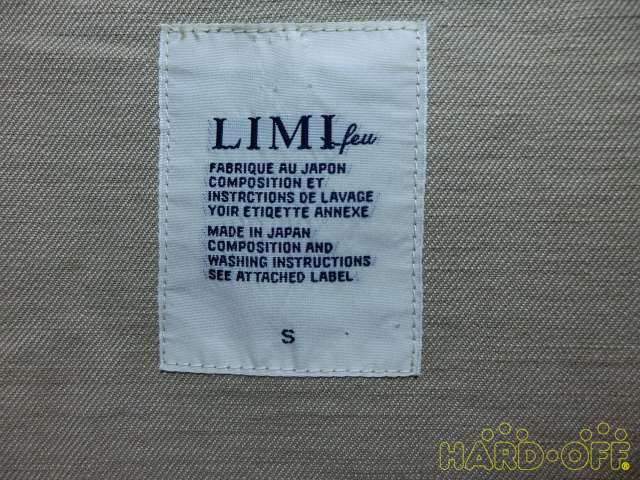 LIMI feu
FABRIQUE AU JAPON
COMPOSITION ET
INSTRCTIONS DE LAVAGE
YOIR ETIQETTE ANNEXE
MADE IN JAPAN
COMPOSITION AND
WASHING INSTRUCTIONS
SEE ATTACHED LABEL
S
HARD·OFF®